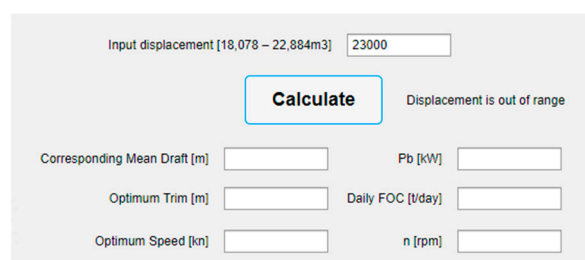 Input displacement [18,078 – 22,884m3] 23000
Calculate Displacement is out of range
Corresponding Mean Draft [m] Pb [kW]
Optimum Trim [m] Daily FOC [t/day]
Optimum Speed [kn] n [rpm]